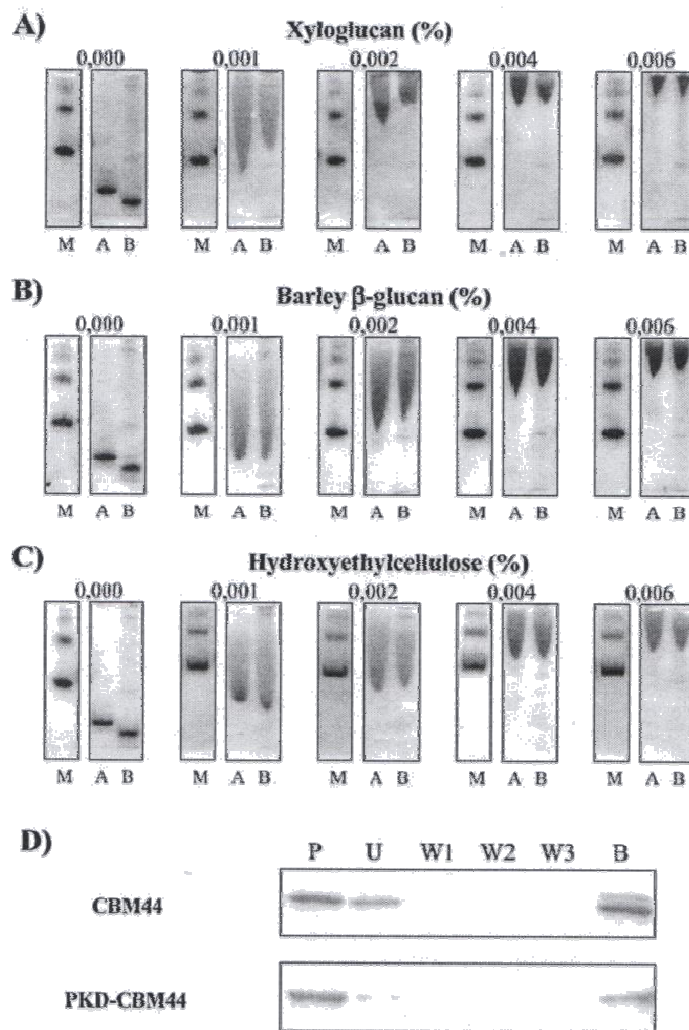 A)
Xyloglucan (%)
0,000 0,001 0,002 0,004 0,006
M A B M A B M A B M A B M A B
B)
Barley β-glucan (%)
0,000 0,001 0,002 0,004 0,006
M A B M A B M A B M A B M A B
C)
Hydroxyethylcellulose (%)
0,000 0,001 0,002 0,004 0,006
M A B M A B M A B M A B M A B
D)
P U W1 W2 W3 B
CBM44
PKD-CBM44